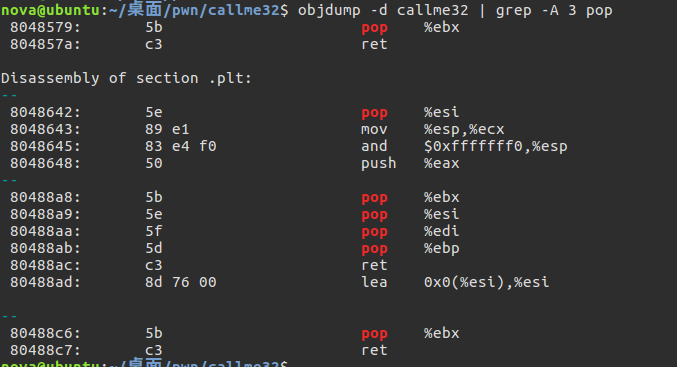 nova@ubuntu:~/桌面/pwn/callme32$ objdump -d callme32 | grep -A 3 pop
 8048579:	5b	pop    %ebx
 804857a:	c3	ret
Disassembly of section .plt:
--
 8048642:	5e	pop    %esi
 8048643:	89 e1	mov    %esp,%ecx
 8048645:	83 e4 f0	and    $0xfffffff0,%esp
 8048648:	50	push   %eax
--
 80488a8:	5b	pop    %ebx
 80488a9:	5e	pop    %esi
 80488aa:	5f	pop    %edi
 80488ab:	5d	pop    %ebp
 80488ac:	c3	ret
 80488ad:	8d 76 00	lea    0x0(%esi),%esi
--
 80488c6:	5b	pop    %ebx
 80488c7:	c3	ret
nova@ubuntu:~/桌面/pwn/callme32$